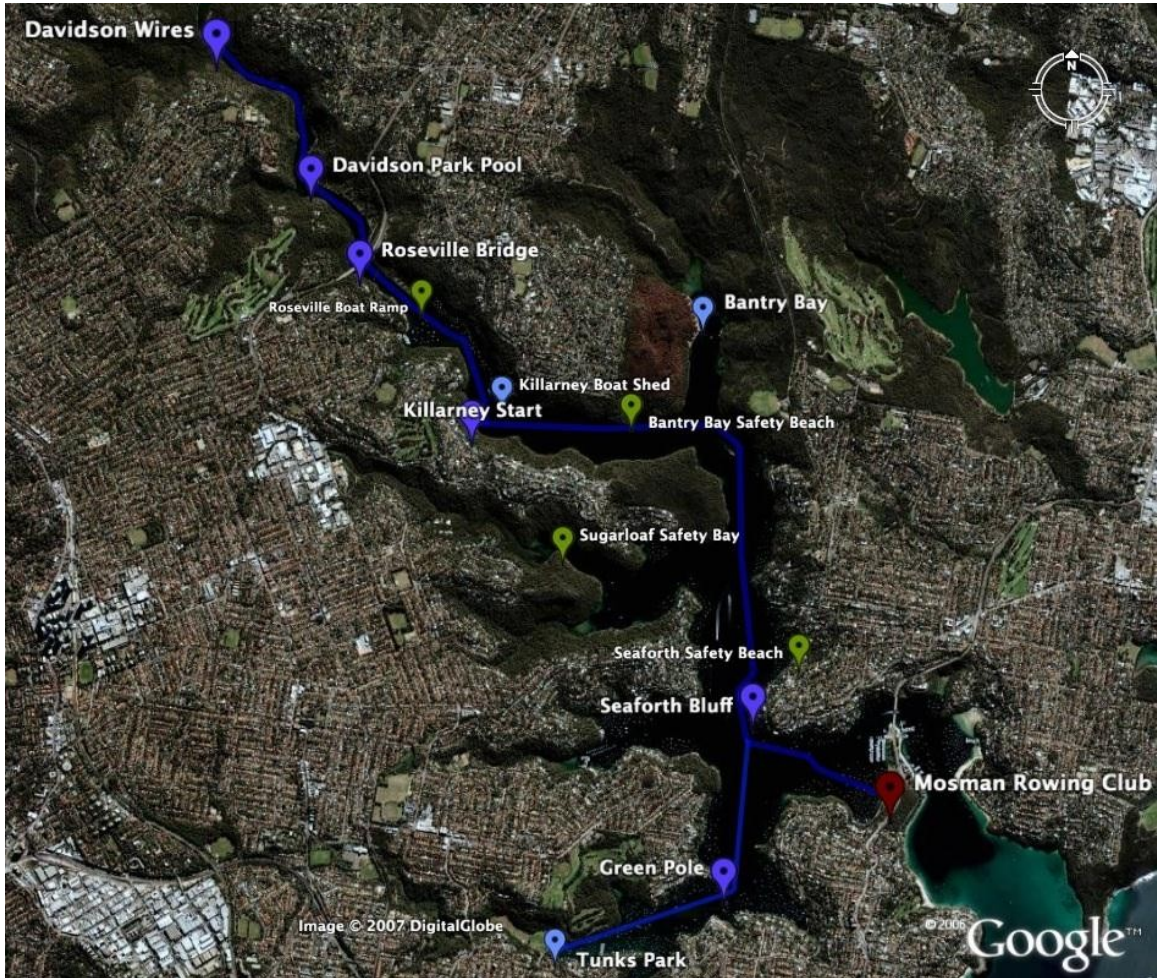 Davidson Wires
N
Davidson Park Pool
Roseville Bridge
Roseville Boat Ramp
Bantry Bay
Killarney Boat Shed
Killarney Start
Bantry Bay Safety Beach
Sugarloaf Safety Bay
Seaforth Safety Beach
Seaforth Bluff
Mosman Rowing Club
Green Pole
Image © 2007 DigitalGlobe
© 2006
Google™
Tunks Park